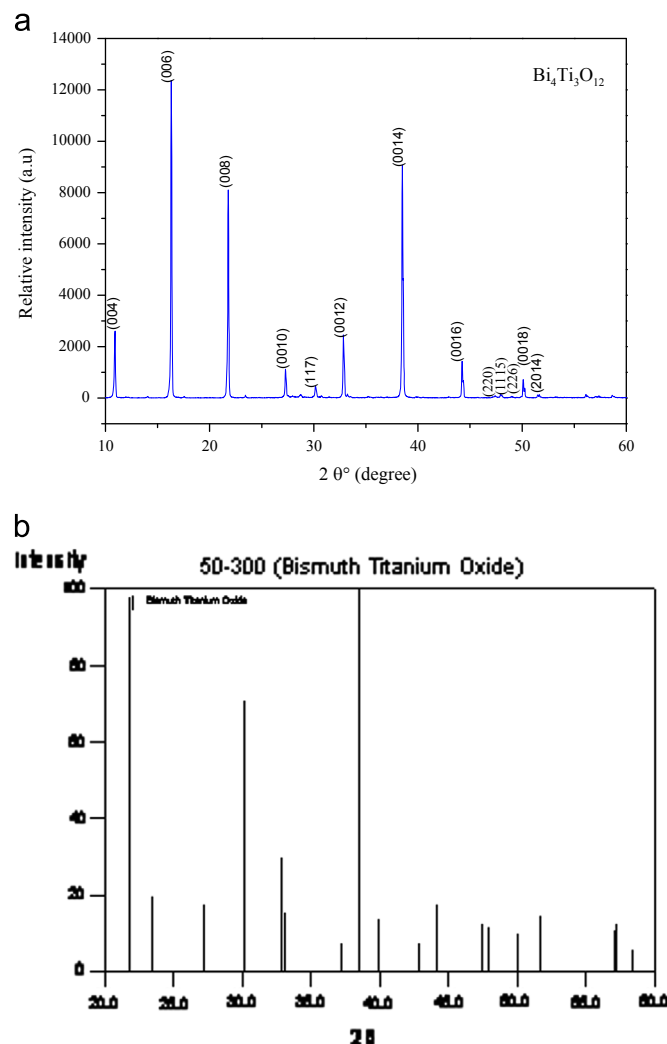 a
14000
12000
10000
8000
6000
4000
2000
0
Relative intensity (a.u)
Bi₄Ti₃O₁₂
(004)
(006)
(008)
(0010)
(117)
(0012)
(0014)
(0016)
(220)
(1115)
(226)
(0018)
(2014)
10 20 30 40 50 60
2 θ° (degree)
b
Intensity
50-300 (Bismuth Titanium Oxide)
Bismuth Titanium Oxide
100
80
60
40
20
0
20.0 25.0 30.0 35.0 40.0 45.0 50.0 55.0 60.0